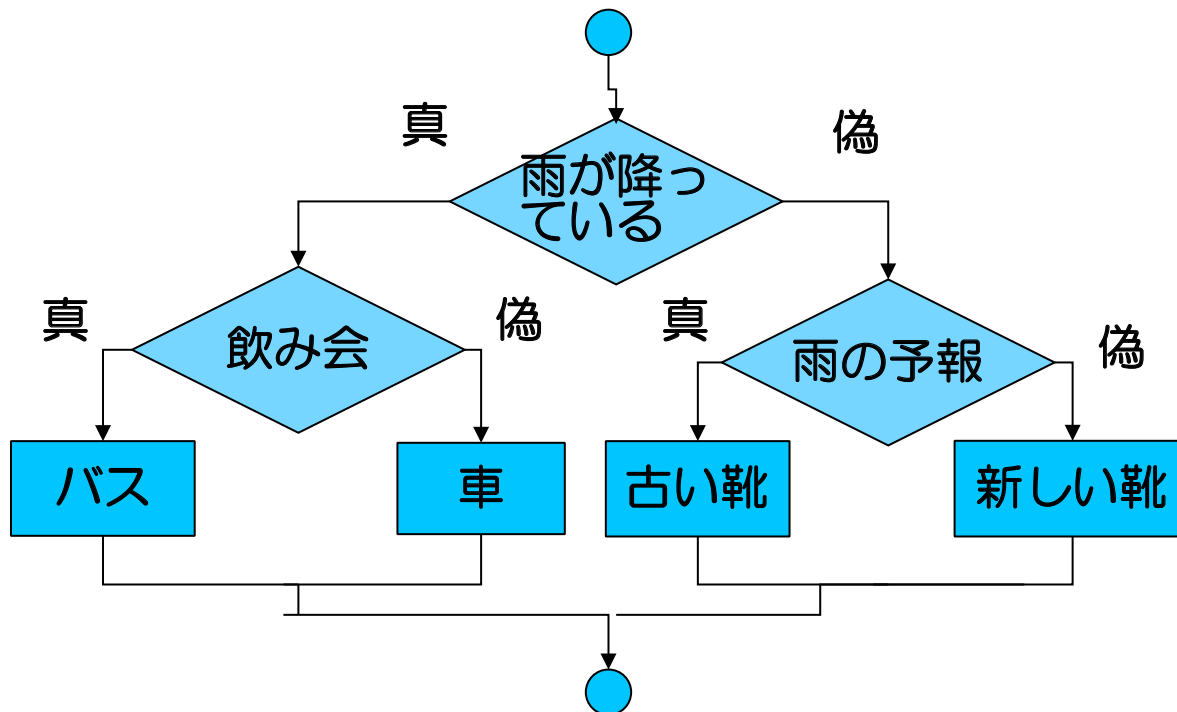 真
偽
雨が降っ
ている
真
偽
真
偽
飲み会
雨の予報
バス
車
古い靴
新しい靴